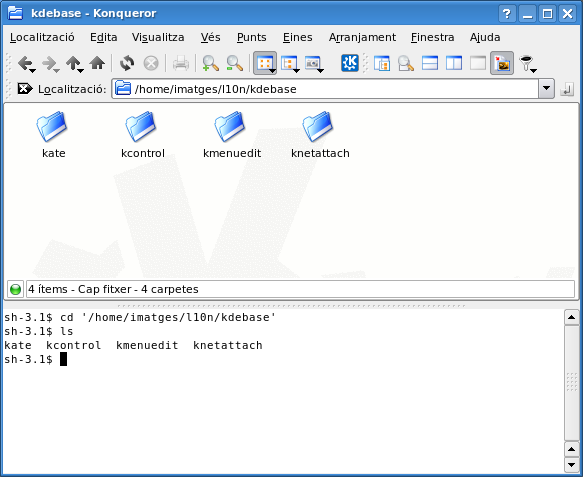 kdebase - Konqueror
Localització Edita Visualitza Vés Punts Eines Arranjament Finestra Ajuda
Localització: /home/imatges/l10n/kdebase
kate kcontrol kmenuedit knetattach
4 ítems - Cap fitxer - 4 carpetes
sh-3.1$ cd '/home/imatges/l10n/kdebase'
sh-3.1$ ls
kate  kcontrol  kmenuedit  knetattach
sh-3.1$